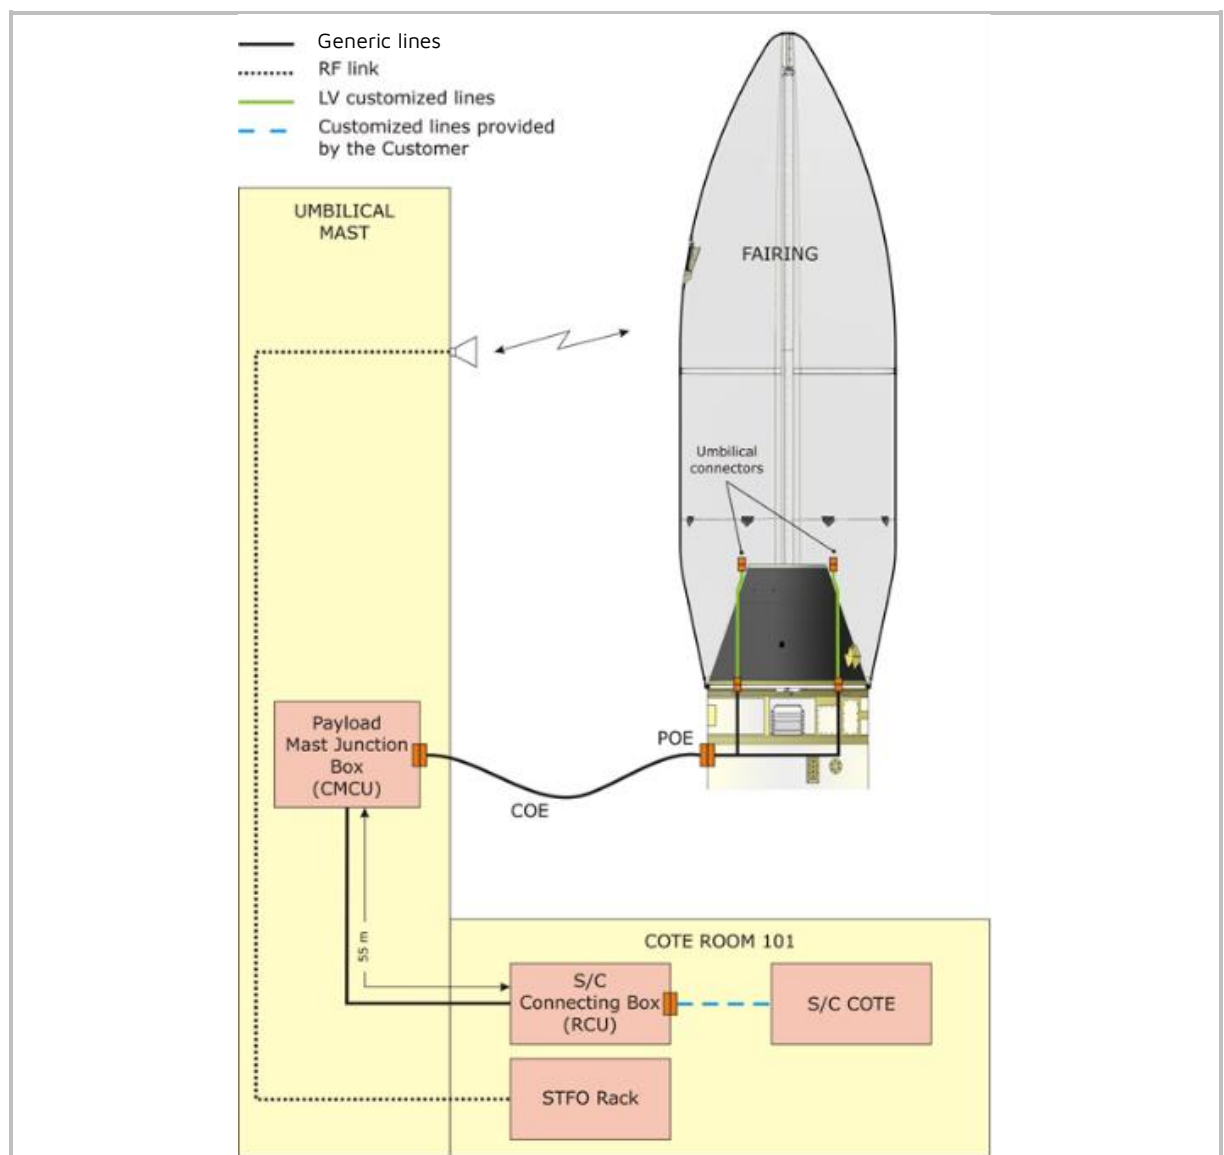 Generic lines
RF link
LV customized lines
Customized lines provided
by the Customer
UMBILICAL
MAST
FAIRING
Umbilical
connectors
Payload
Mast Junction
Box
(CMCU)
POE
COE
55 m
COTE ROOM 101
S/C
Connecting Box
(RCU)
S/C COTE
STFO Rack